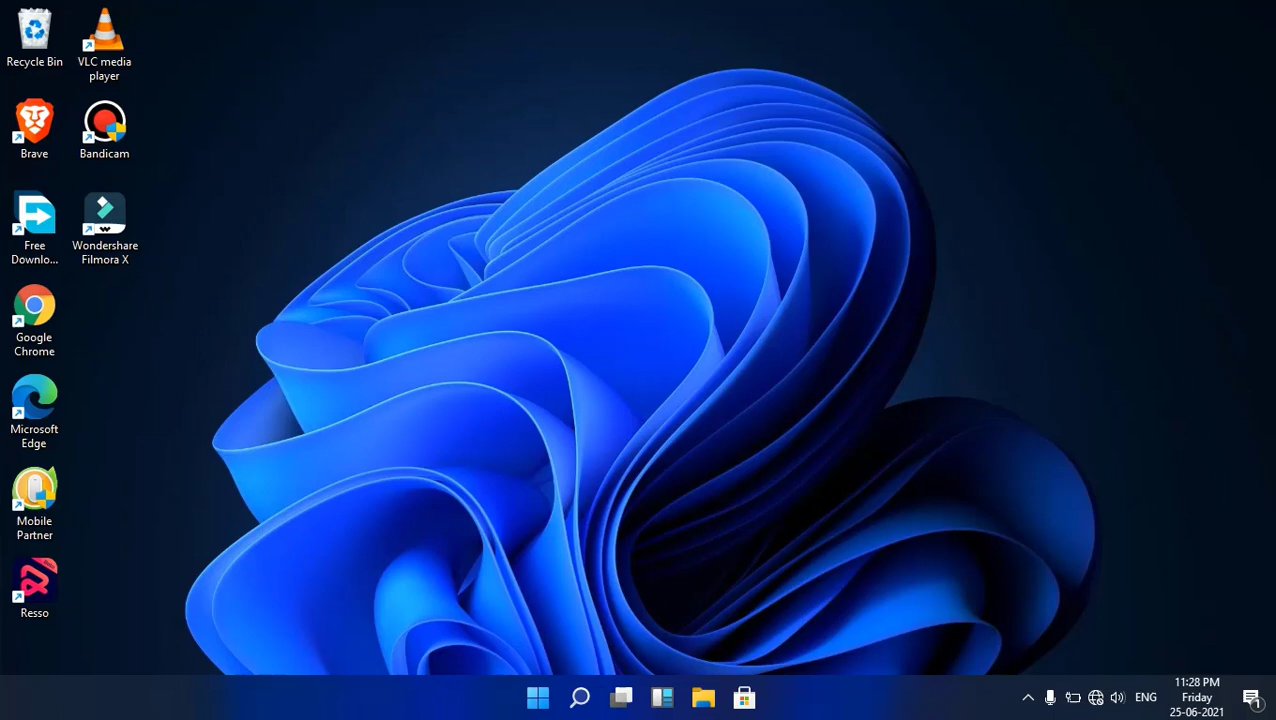 Recycle Bin
VLC media
player
Brave
Bandicam
Free
Downlo...
Wondershare
Filmora X
Google
Chrome
Microsoft
Edge
Mobile
Partner
Resso
ENG
11:28 PM
Friday
25-06-2021
1